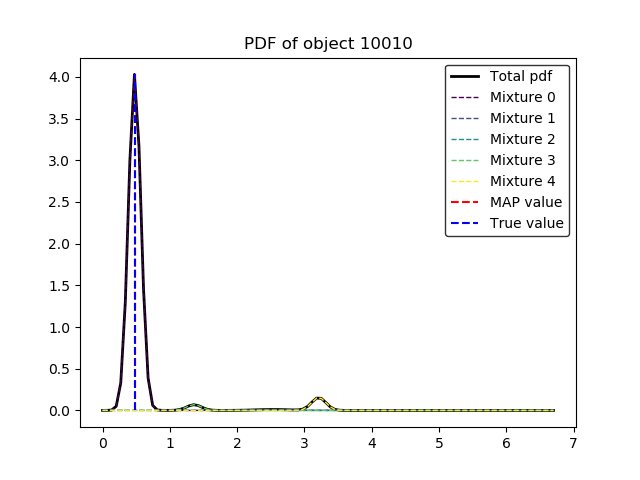 PDF of object 10010
Total pdf
Mixture 0
Mixture 1
Mixture 2
Mixture 3
Mixture 4
MAP value
True value
4.0
3.5
3.0
2.5
2.0
1.5
1.0
0.5
0.0
0 1 2 3 4 5 6 7